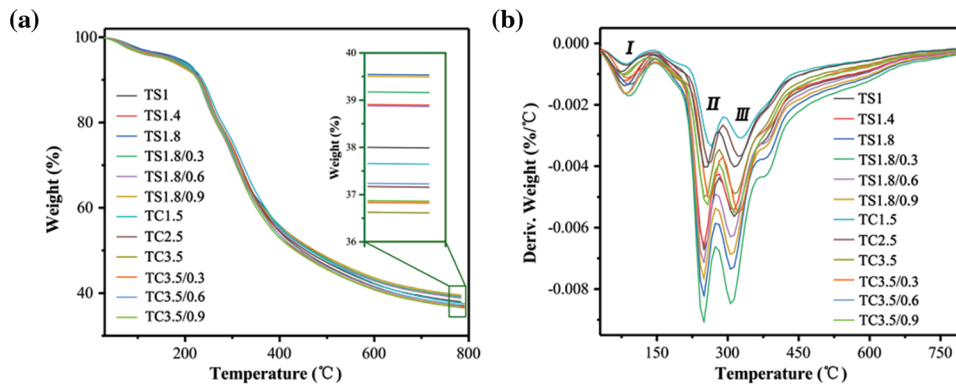 (a)
100
80
60
40
Weight (%)
0
200
400
600
800
Temperature (℃)
TS1
TS1.4
TS1.8
TS1.8/0.3
TS1.8/0.6
TS1.8/0.9
TC1.5
TC2.5
TC3.5
TC3.5/0.3
TC3.5/0.6
TC3.5/0.9
40
39
38
37
36
Weight (%)
(b)
0.000
-0.002
-0.004
-0.006
-0.008
Deriv. Weight (%/℃)
150
300
450
600
750
Temperature (℃)
I
II
III
TS1
TS1.4
TS1.8
TS1.8/0.3
TS1.8/0.6
TS1.8/0.9
TC1.5
TC2.5
TC3.5
TC3.5/0.3
TC3.5/0.6
TC3.5/0.9